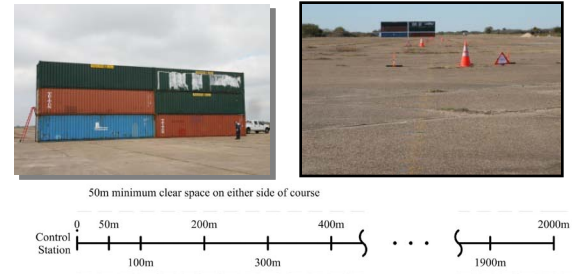 50m minimum clear space on either side of course
0 50m 200m 400m 2000m
Control
Station
100m 300m 1900m